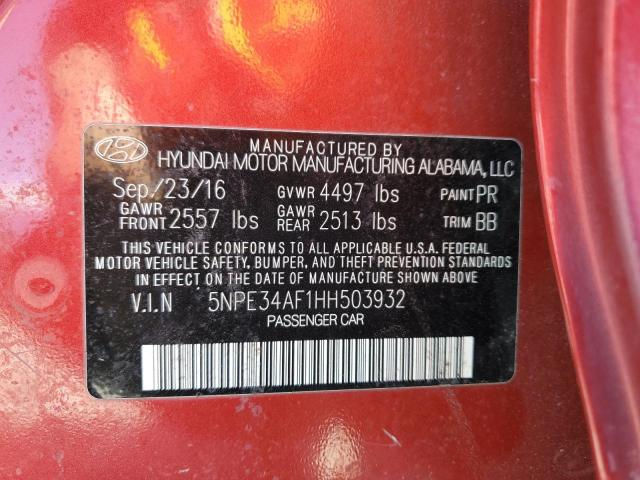 MANUFACTURED BY
HYUNDAI MOTOR MANUFACTURING ALABAMA, LLC
Sep/23/16 GVWR 4497 lbs PAINT PR
GAWR FRONT 2557 lbs GAWR REAR 2513 lbs TRIM BB
THIS VEHICLE CONFORMS TO ALL APPLICABLE U.S.A. FEDERAL
MOTOR VEHICLE SAFETY, BUMPER, AND THEFT PREVENTION STANDARDS
IN EFFECT ON THE DATE OF MANUFACTURE SHOWN ABOVE.
V.I.N 5NPE34AF1HH503932
PASSENGER CAR